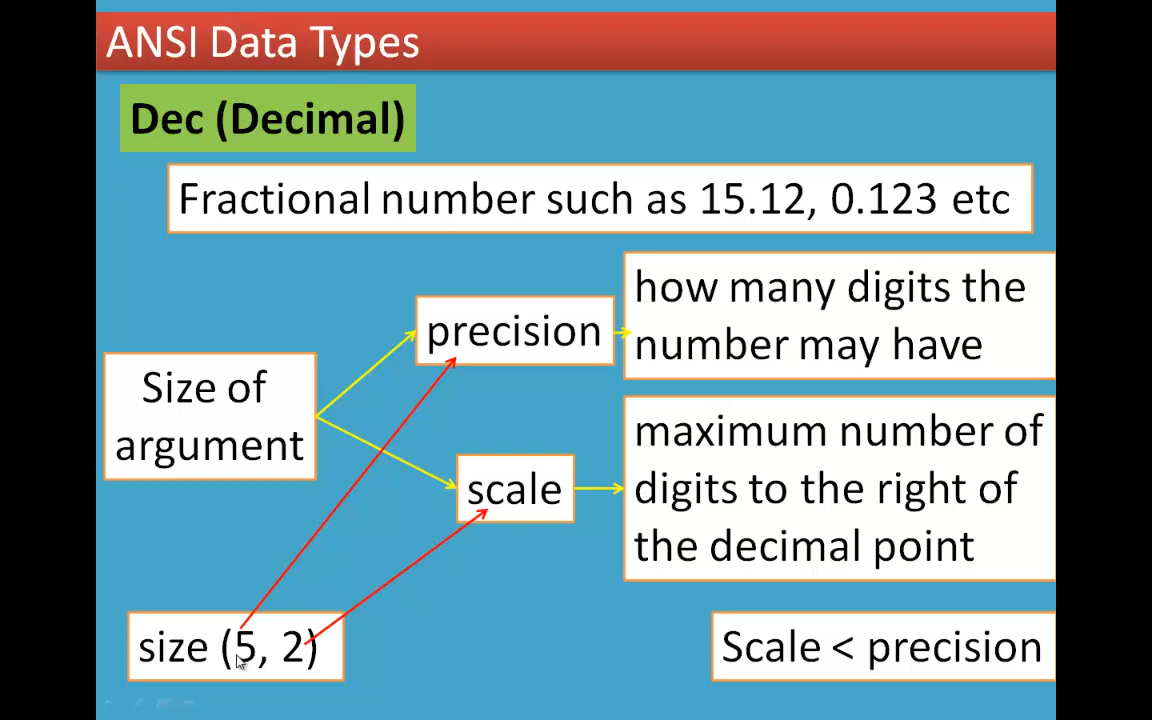 ANSI Data Types
Dec (Decimal)
Fractional number such as 15.12, 0.123 etc
how many digits the
number may have
precision
Size of
argument
maximum number of
digits to the right of
the decimal point
scale
size (5, 2)
Scale < precision